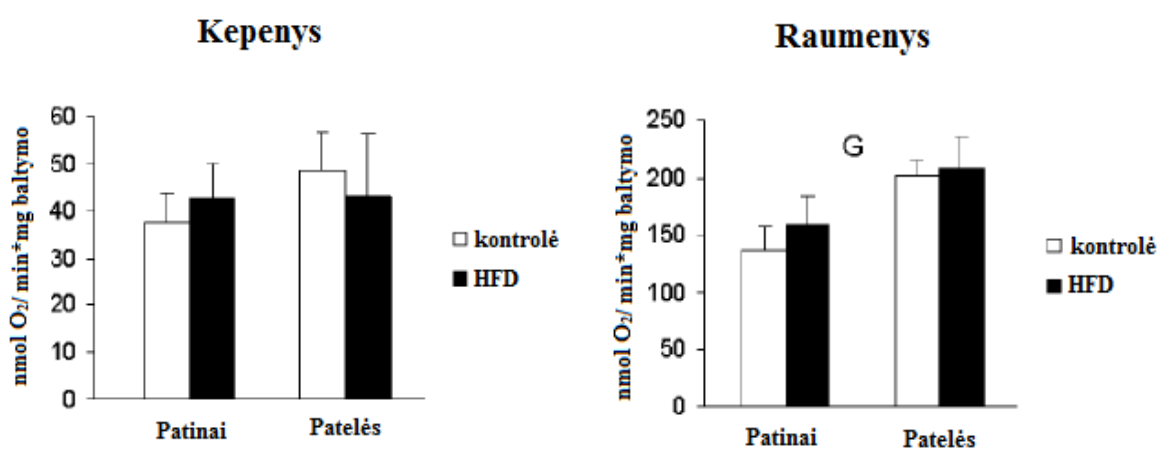 Kepenys
nmol O₂/ min*mg baltymo
60
50
40
30
20
10
0
Patinai
Patelės
kontrolė
HFD
Raumenys
nmol O₂/ min*mg baltymo
250
200
150
100
50
0
G
Patinai
Patelės
kontrolė
HFD